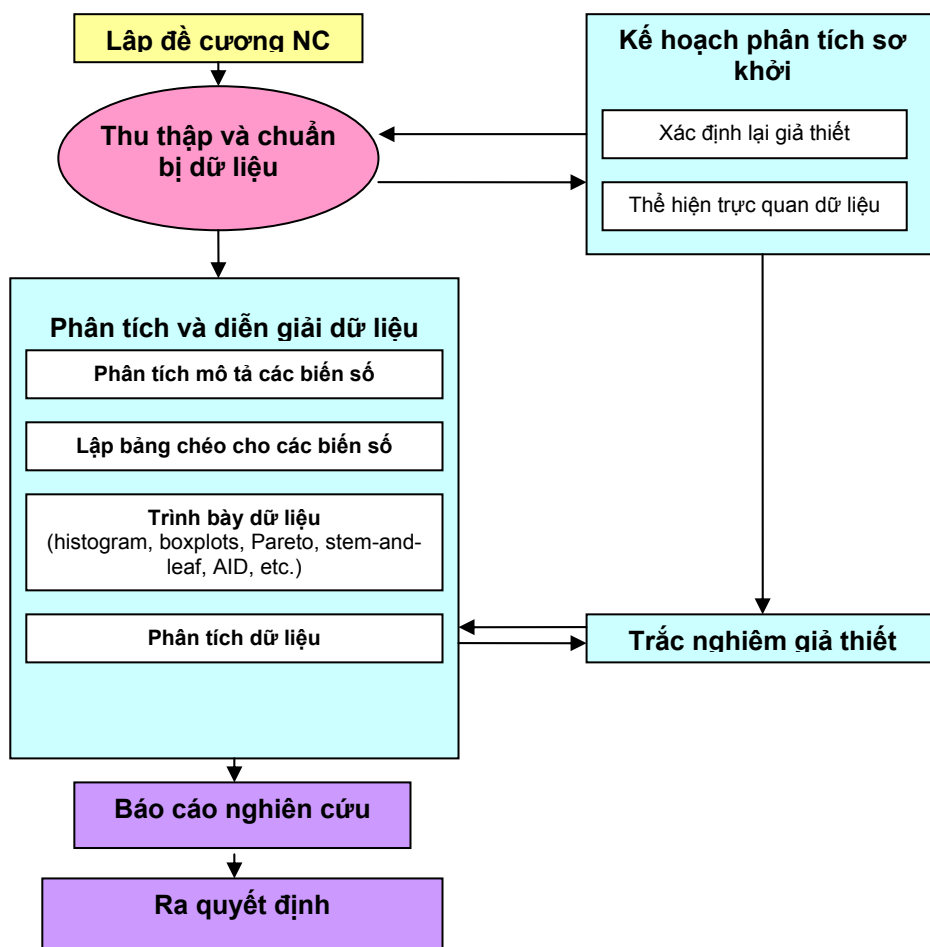 Lập đề cương NC
Kế hoạch phân tích sơ
khởi
Thu thập và chuẩn
bị dữ liệu
Xác định lại giả thiết
Thể hiện trực quan dữ liệu
Phân tích và diễn giải dữ liệu
Phân tích mô tả các biến số
Lập bảng chéo cho các biến số
Trình bày dữ liệu
(histogram, boxplots, Pareto, stem-and-
leaf, AID, etc.)
Phân tích dữ liệu
Trắc nghiệm giả thiết
Báo cáo nghiên cứu
Ra quyết định